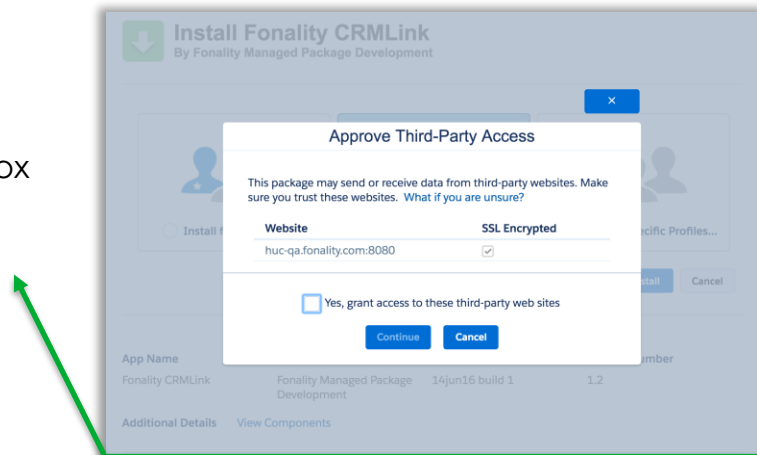 Install Fonality CRMLink
By Fonality Managed Package Development
×
Approve Third-Party Access
ox
This package may send or receive data from third-party websites. Make
sure you trust these websites. What if you are unsure?
Website SSL Encrypted
Install f
ecific Profiles...
huc-qa.fonality.com:8080
stall Cancel
Yes, grant access to these third-party web sites
Continue Cancel
App Name
umber
Fonality CRMLink Fonality Managed Package 14jun16 build 1 1.2
Development
Additional Details View Components